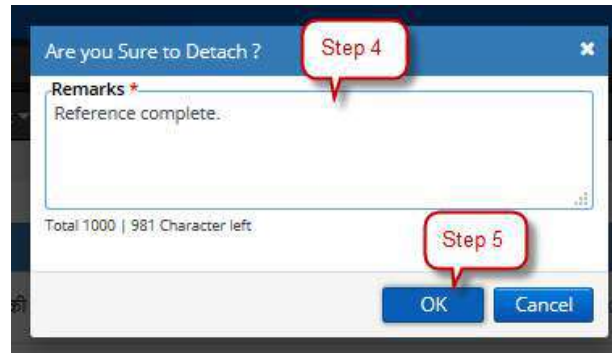 Are you Sure to Detach ?
Step 4
Remarks *
Reference complete.
Total 1000 | 981 Character left
Step 5
की
OK
Cancel